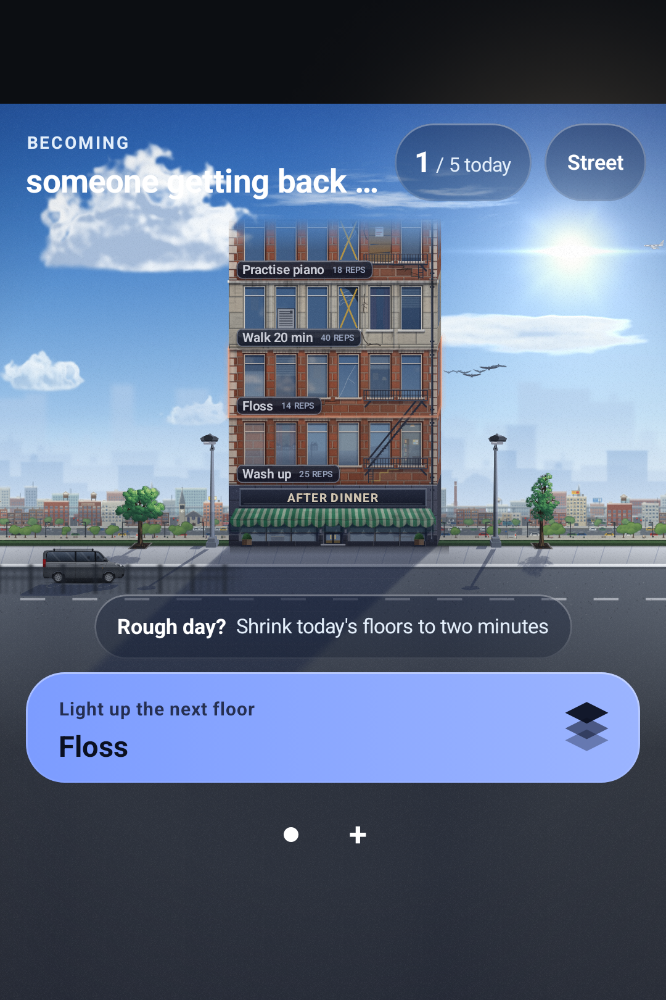 BECOMING
someone getting back ...
1 / 5 today
Street
Practise piano 18 REPS
Walk 20 min 40 REPS
Floss 14 REPS
Wash up 25 REPS
AFTER DINNER
Rough day? Shrink today's floors to two minutes
Light up the next floor
Floss